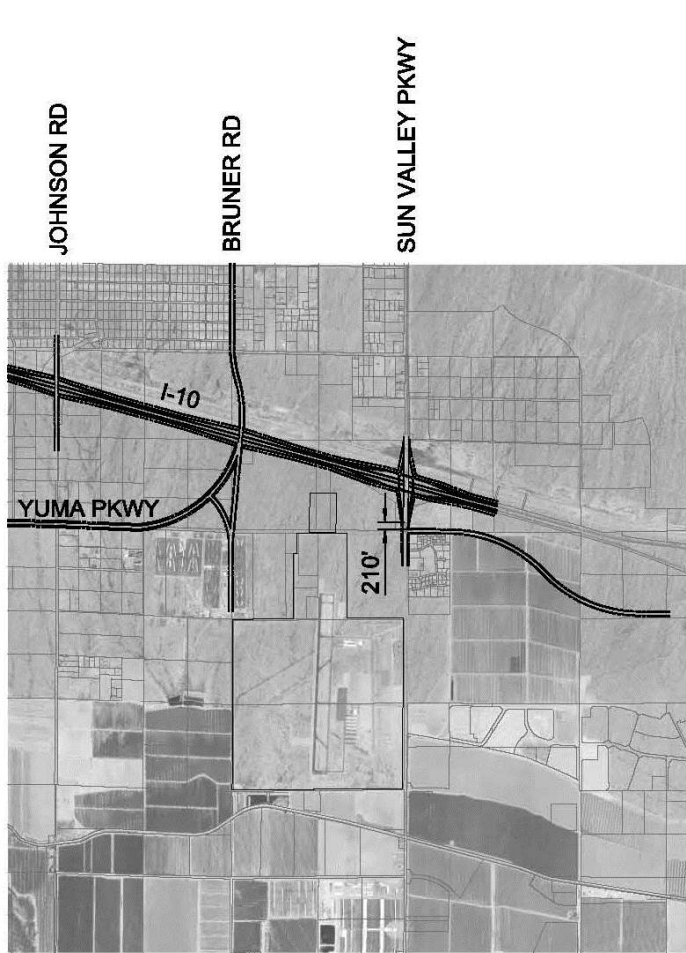 JOHNSON RD
BRUNER RD
SUN VALLEY PKWY
I-10
YUMA PKWY
210'